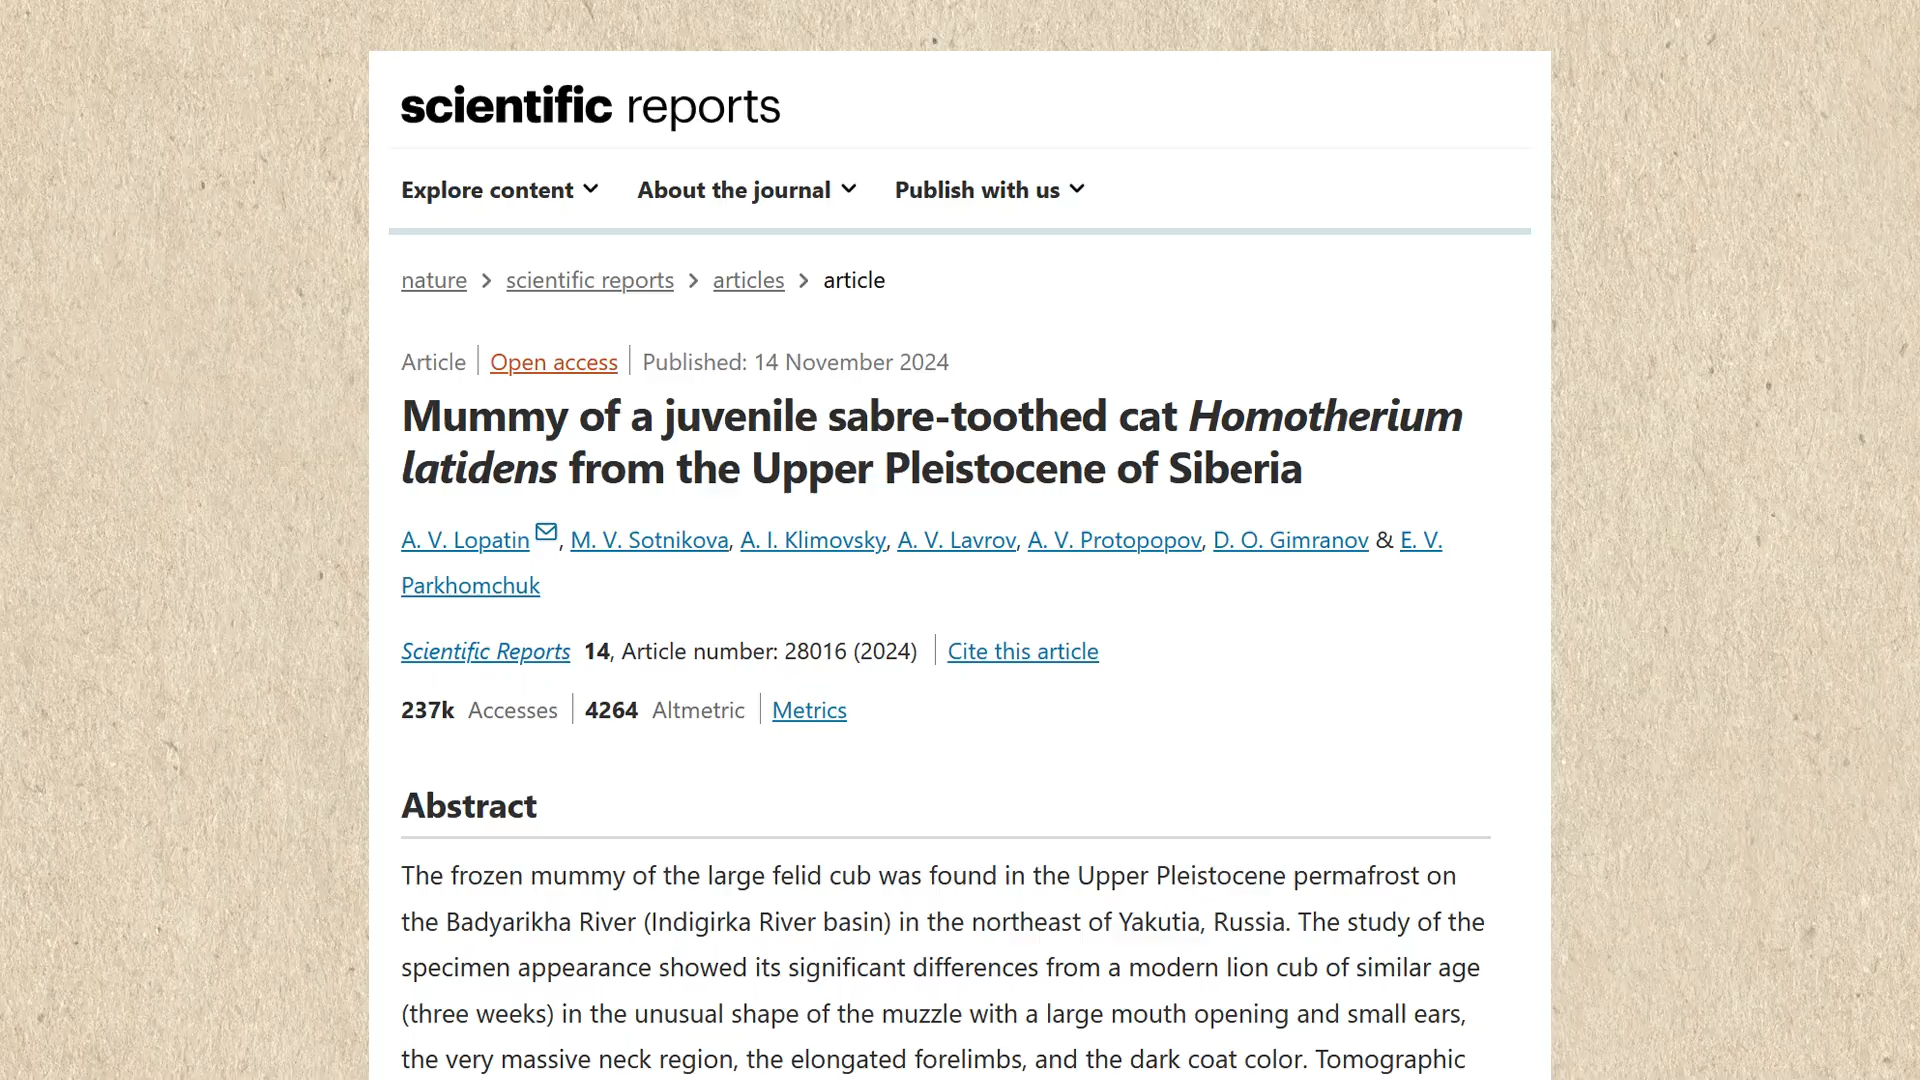 scientific reports
Explore content About the journal Publish with us
nature > scientific reports > articles > article
Article | Open access | Published: 14 November 2024
Mummy of a juvenile sabre-toothed cat Homotherium
latidens from the Upper Pleistocene of Siberia
A. V. Lopatin, M. V. Sotnikova, A. I. Klimovsky, A. V. Lavrov, A. V. Protopopov, D. O. Gimranov & E. V.
Parkhomchuk
Scientific Reports 14, Article number: 28016 (2024) | Cite this article
237k Accesses | 4264 Altmetric | Metrics
Abstract
The frozen mummy of the large felid cub was found in the Upper Pleistocene permafrost on
the Badyarikha River (Indigirka River basin) in the northeast of Yakutia, Russia. The study of the
specimen appearance showed its significant differences from a modern lion cub of similar age
(three weeks) in the unusual shape of the muzzle with a large mouth opening and small ears,
the very massive neck region, the elongated forelimbs, and the dark coat color. Tomographic